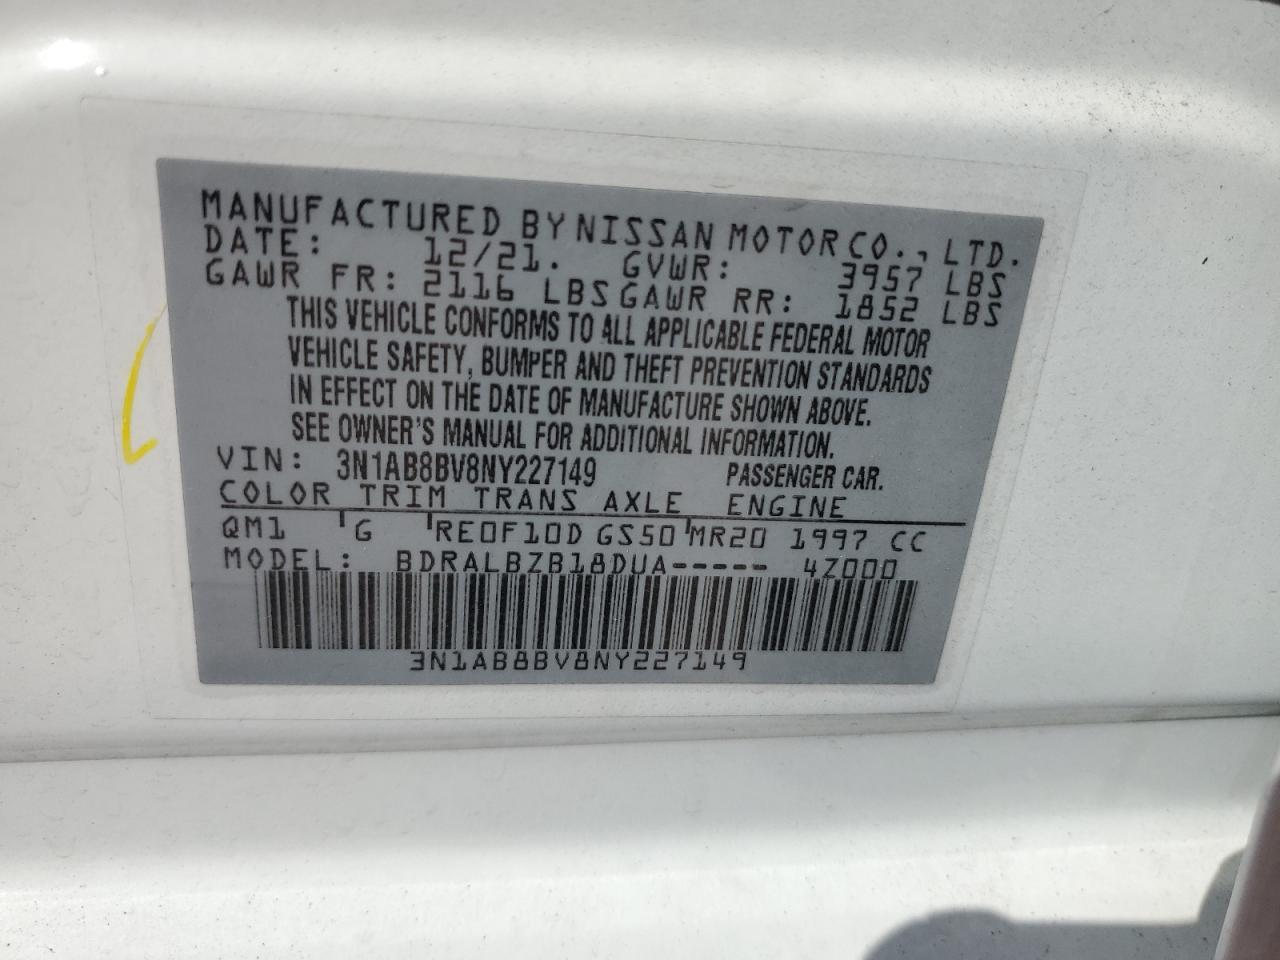 MANUFACTURED BY NISSAN MOTOR CO., LTD.
DATE: 12/21. GVWR: 3957 LBS
GAWR FR: 2116 LBS GAWR RR: 1852 LBS
THIS VEHICLE CONFORMS TO ALL APPLICABLE FEDERAL MOTOR
VEHICLE SAFETY, BUMPER AND THEFT PREVENTION STANDARDS
IN EFFECT ON THE DATE OF MANUFACTURE SHOWN ABOVE.
SEE OWNER'S MANUAL FOR ADDITIONAL INFORMATION.
VIN: 3N1AB8BV8NY227149 PASSENGER CAR.
COLOR TRIM TRANS AXLE ENGINE
QM1 G RE0F10D GS50 MR20 1997 CC
MODEL: BDRALBZB18DUA----- 4Z000
3N1AB8BV8NY227149